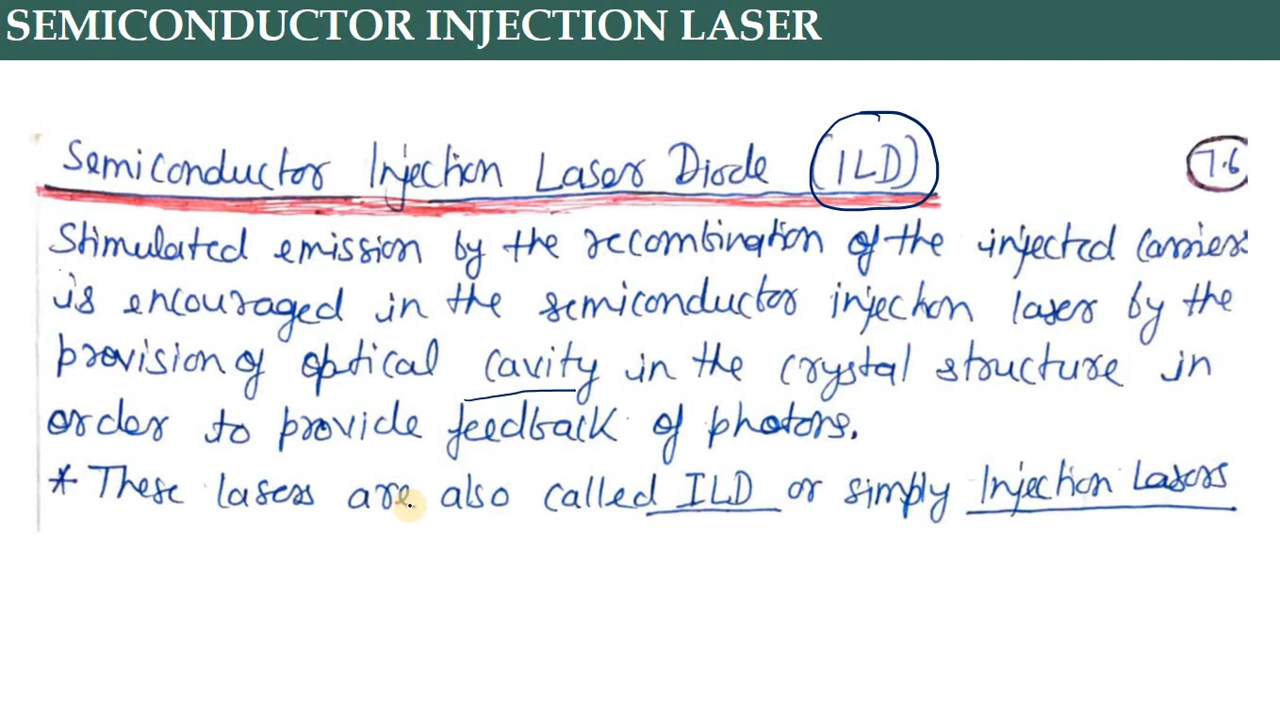 SEMICONDUCTOR INJECTION LASER
Semiconductor Injection Laser Diode (ILD) 7.6
Stimulated emission by the recombination of the injected carriers
is encouraged in the semiconductor injection laser by the
provision of optical cavity in the crystal structure in
order to provide feedback of photons.
* These lasers are also called ILD or simply Injection Lasers